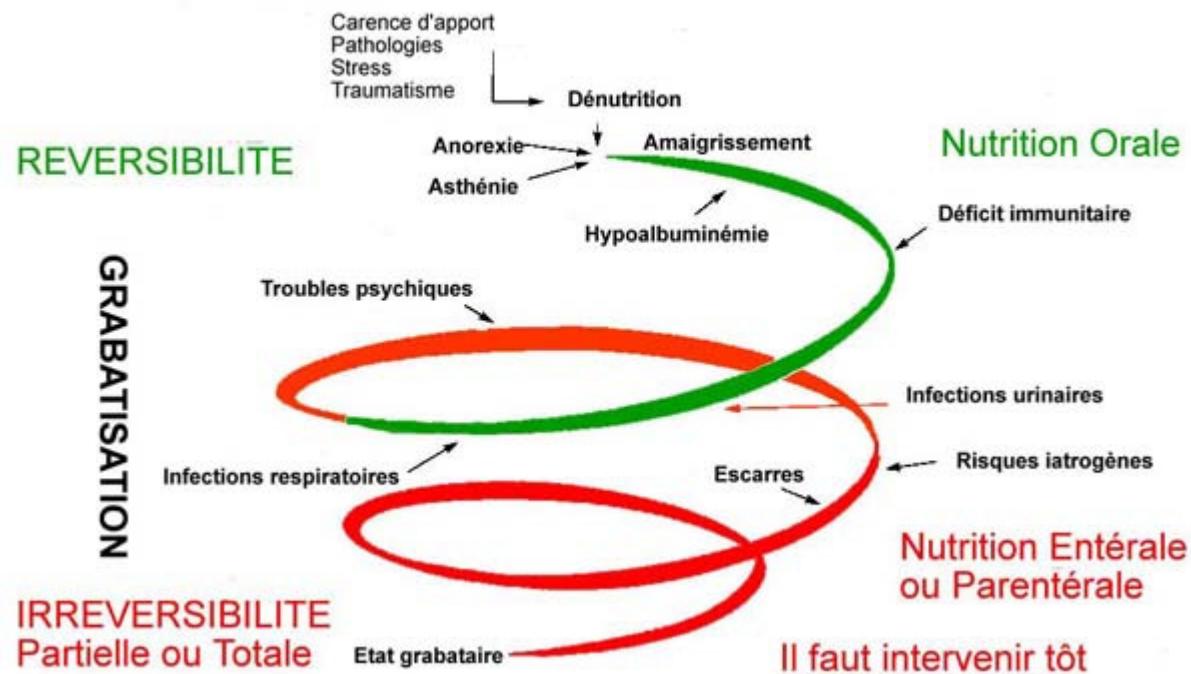 Carence d'apport
Pathologies
Stress
Traumatisme
Dénutrition
Anorexie
Amaigrissement
Nutrition Orale
REVERSIBILITE
Asthénie
Déficit immunitaire
Hypoalbuminémie
GRABATISATION
Troubles psychiques
Infections urinaires
Infections respiratoires
Escarres
Risques iatrogènes
Nutrition Entérale
ou Parentérale
IRREVERSIBILITE
Partielle ou Totale
Etat grabataire
Il faut intervenir tôt